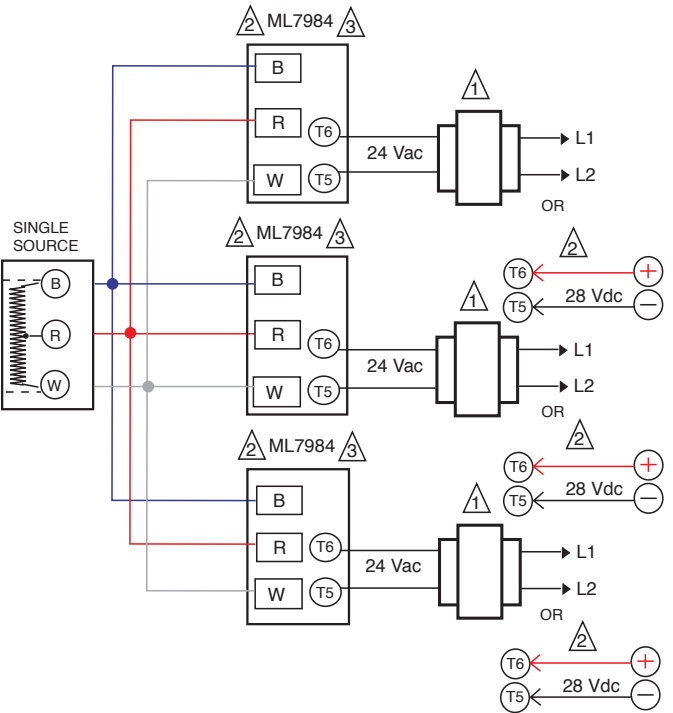 2 ML7984 3
B
R
W
T6
T5
24 Vac
1
L1
L2
OR
2
T6
T5
28 Vdc
+
−
SINGLE
SOURCE
B
R
W
2 ML7984 3
B
R
W
T6
T5
24 Vac
1
L1
L2
OR
2
T6
T5
28 Vdc
+
−
2 ML7984 3
B
R
W
T6
T5
24 Vac
1
L1
L2
OR
2
T6
T5
28 Vdc
+
−